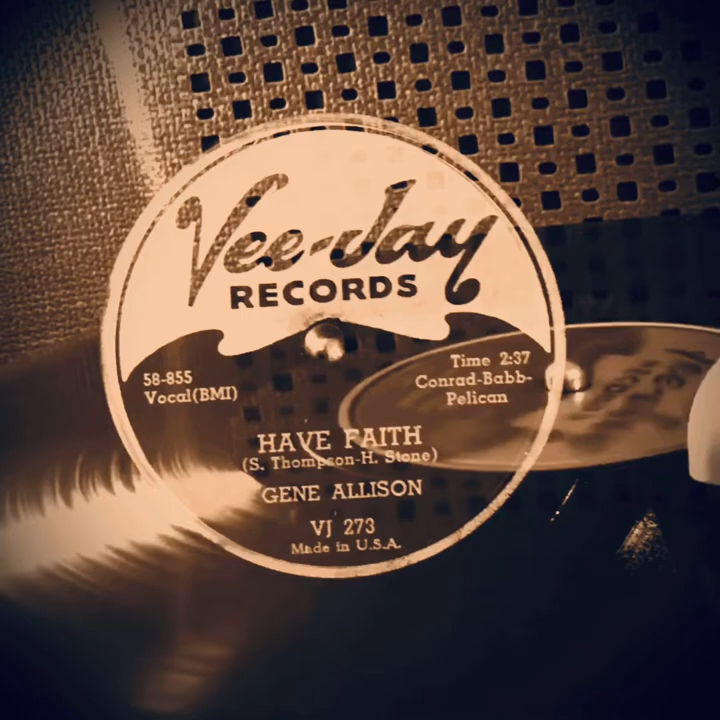 Vee-Jay
RECORDS
58-855
Vocal(BMI)
Time 2:37
Conrad-Babb-
Pelican
HAVE FAITH
(S. Thompson-H. Stone)
GENE ALLISON
VJ 273
Made in U.S.A.